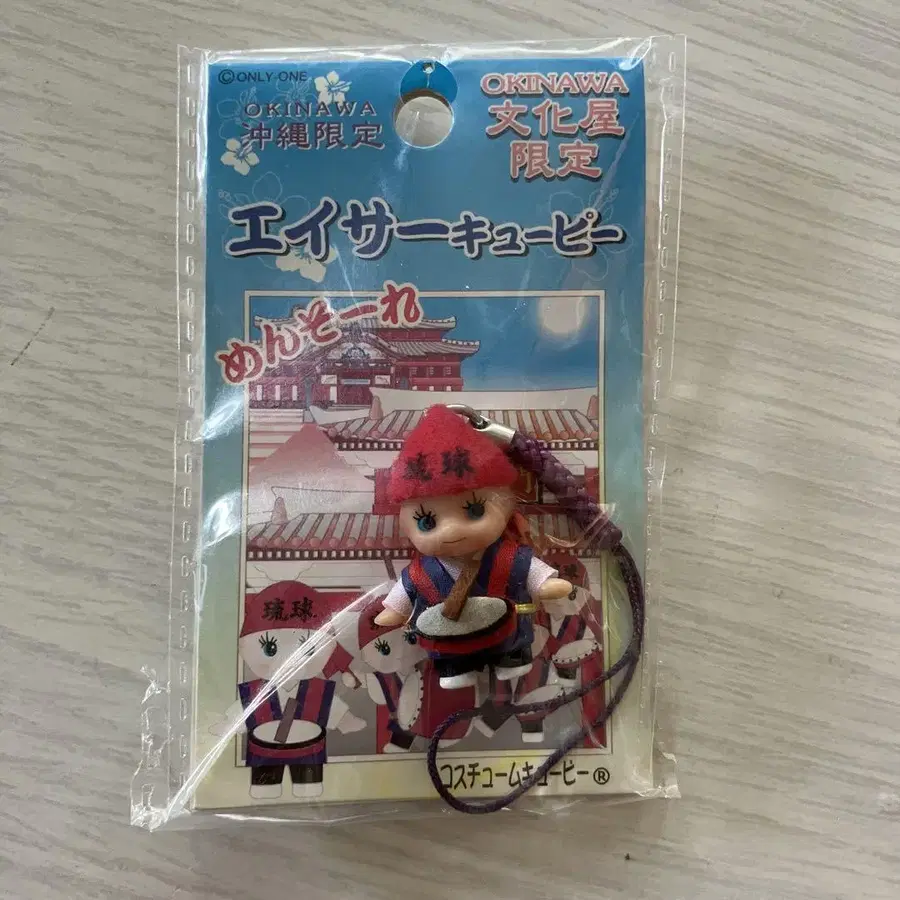 ©ONLY-ONE
OKINAWA
沖縄限定
OKINAWA
文化屋
限定
エイサーキューピー
めんそーれ
琉球
琉球
コスチュームキューピー®